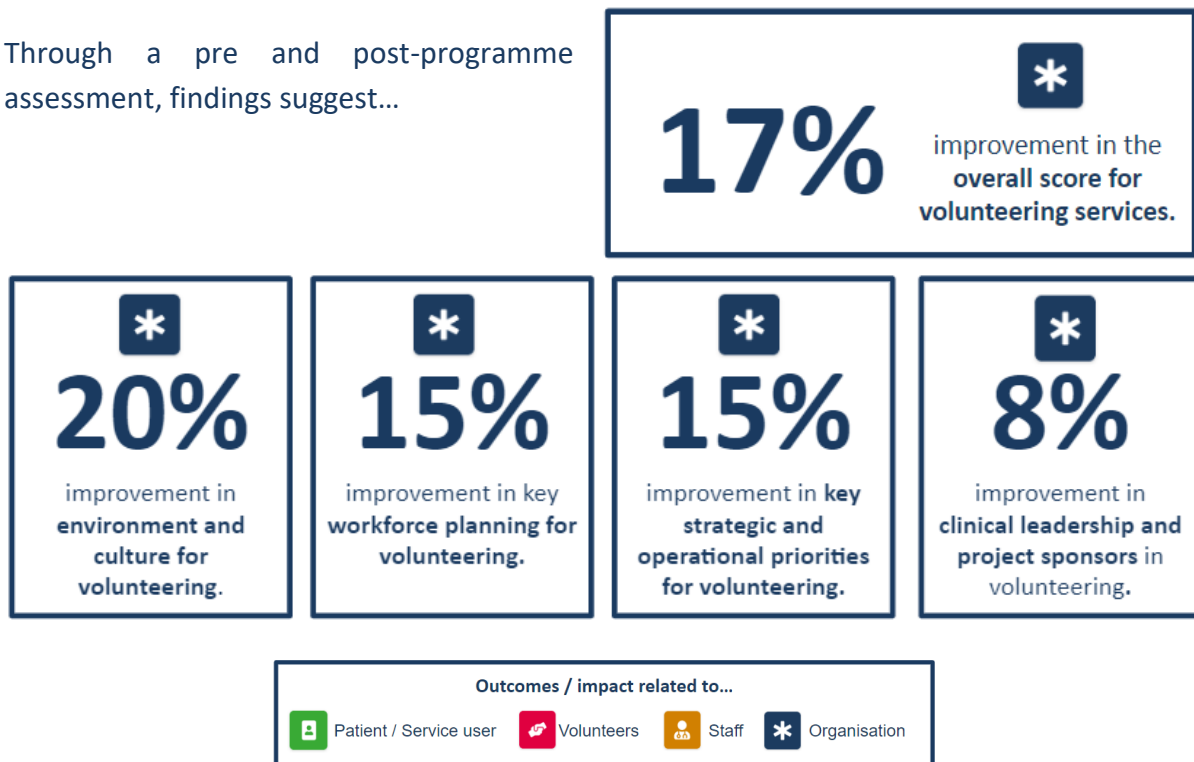 Through a pre and post-programme
assessment, findings suggest…
17%
improvement in the
overall score for
volunteering services.
20%
improvement in
environment and
culture for
volunteering.
15%
improvement in key
workforce planning for
volunteering.
15%
improvement in key
strategic and
operational priorities
for volunteering.
8%
improvement in
clinical leadership and
project sponsors in
volunteering.
Outcomes / impact related to…
Patient / Service user Volunteers Staff Organisation